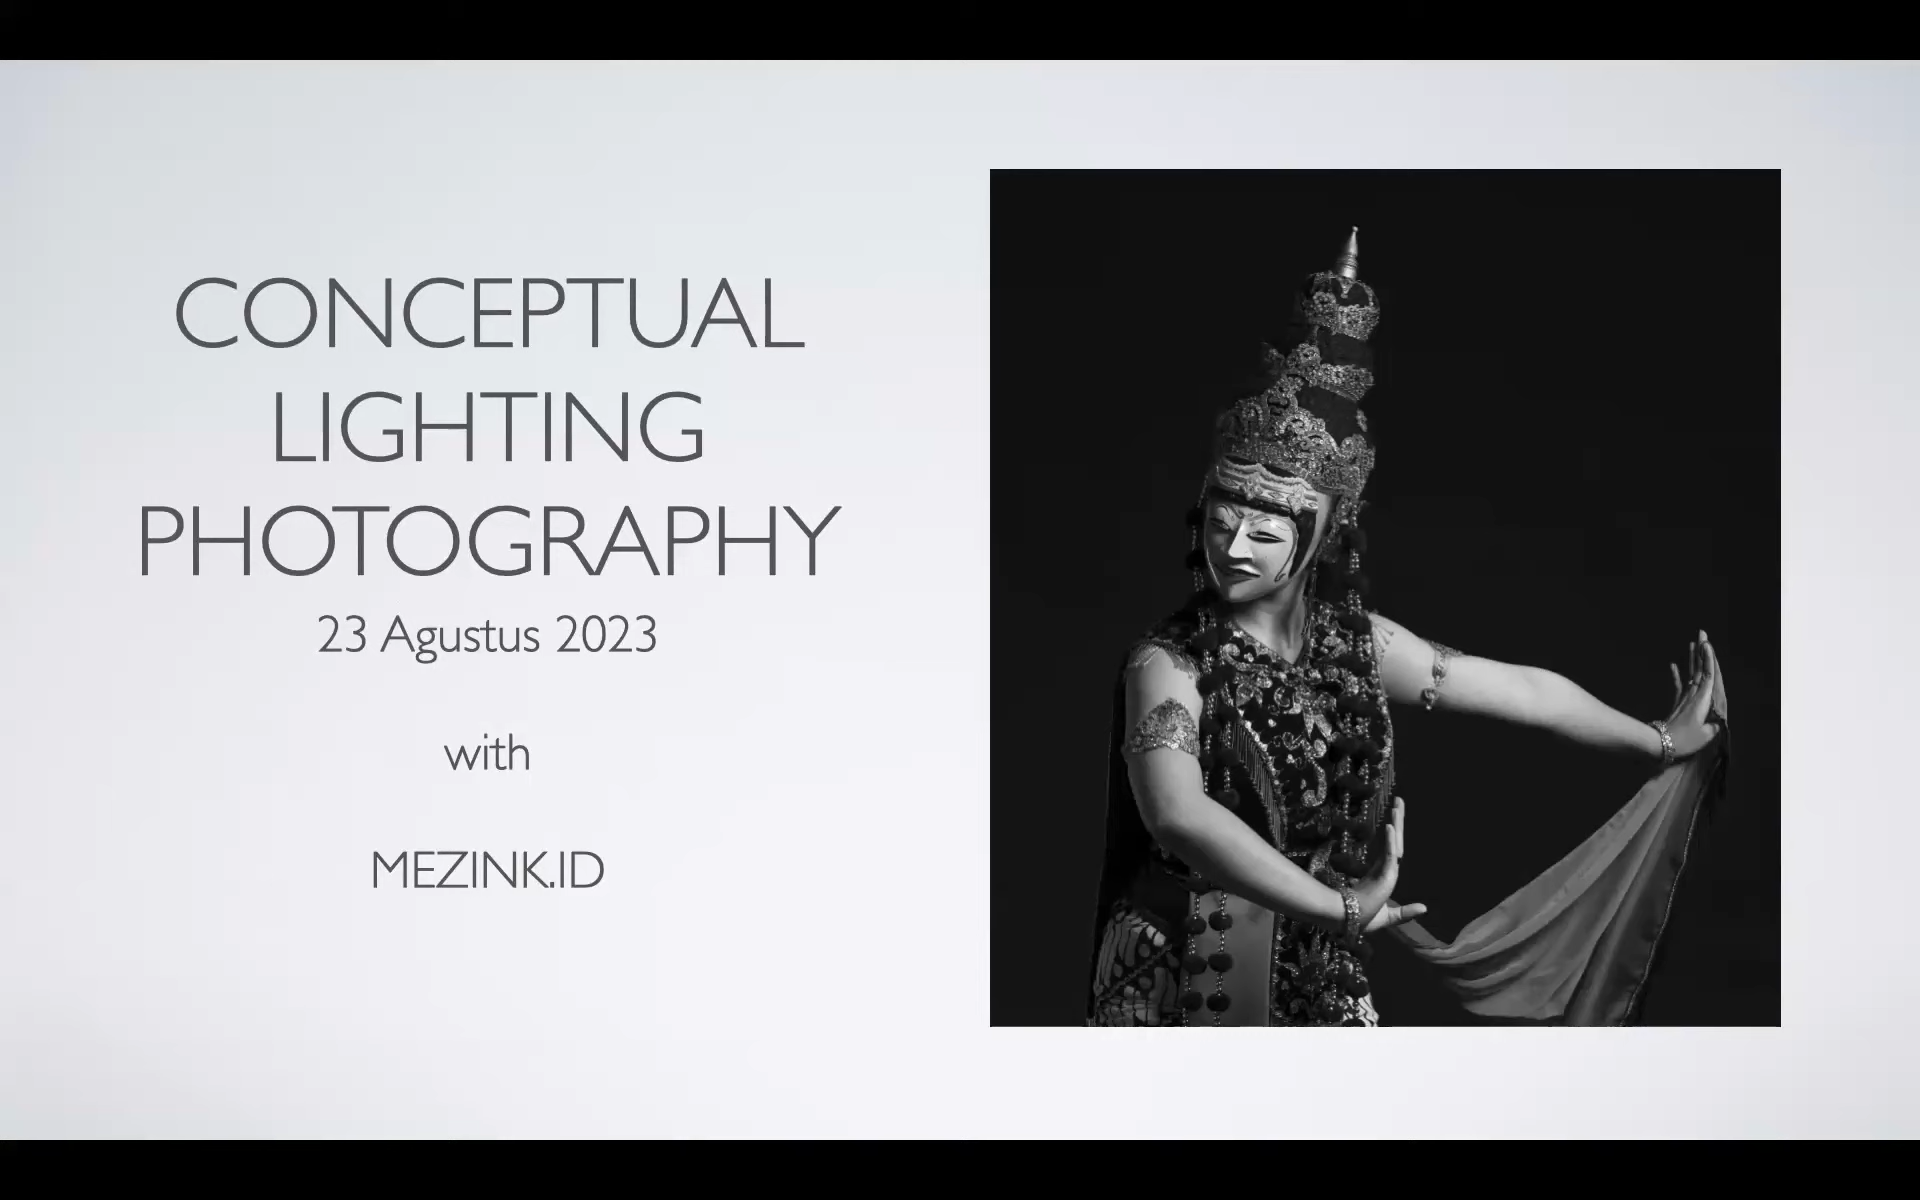 CONCEPTUAL
LIGHTING
PHOTOGRAPHY
23 Agustus 2023
with
MEZINK.ID